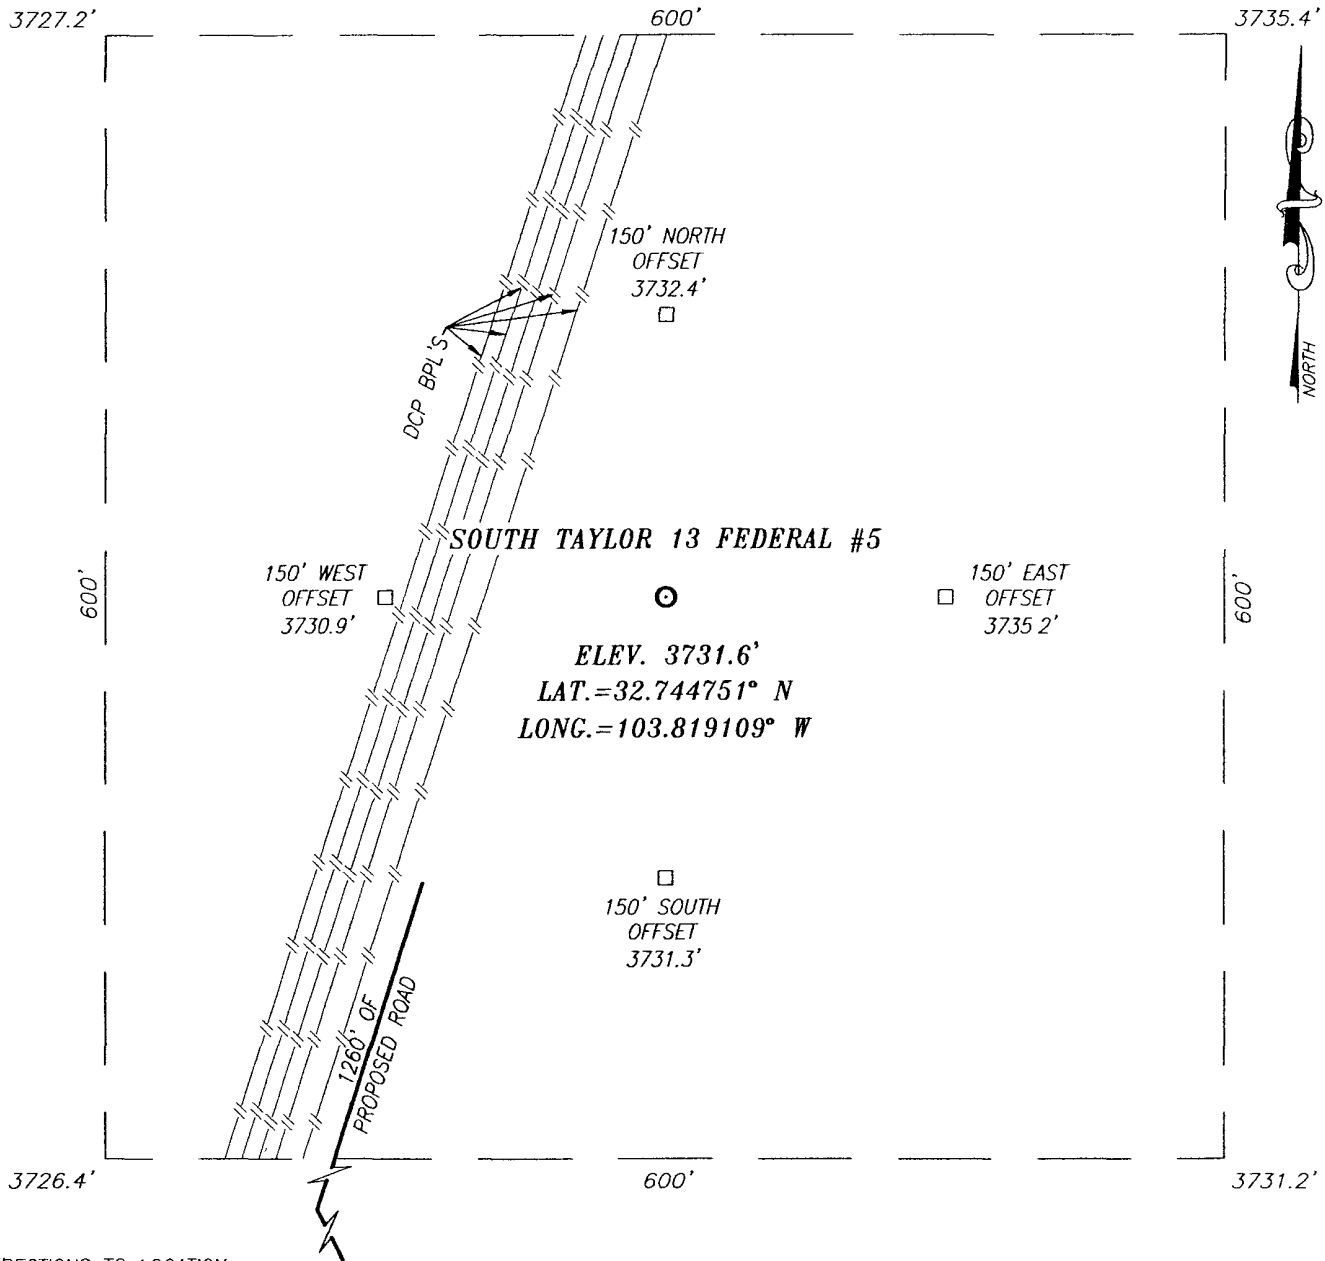 3727.2'
600'
3735.4'
150' NORTH
OFFSET
3732.4'
NORTH
DCP BPL'S
SOUTH TAYLOR 13 FEDERAL #5
600'
150' WEST
OFFSET
3730.9'
150' EAST
OFFSET
3735 2'
600'
ELEV. 3731.6'
LAT.=32.744751° N
LONG.=103.819109° W
150' SOUTH
OFFSET
3731.3'
1260' OF
PROPOSED ROAD
3726.4'
600'
3731.2'